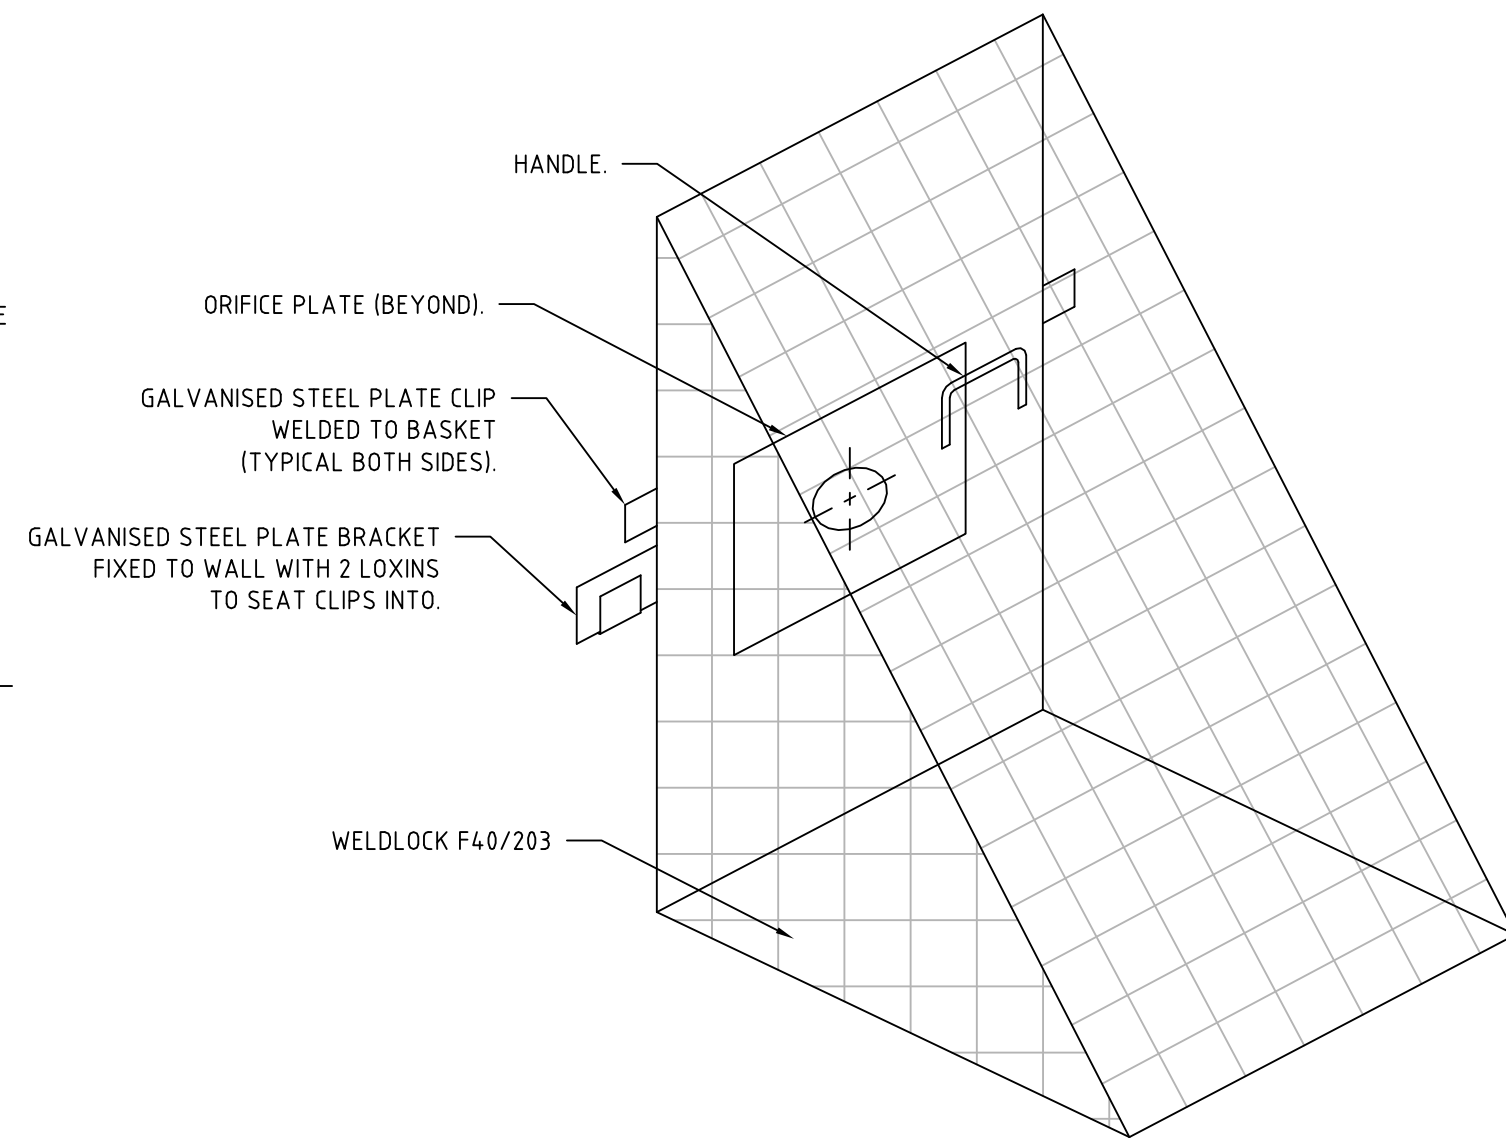 HANDLE.
ORIFICE PLATE (BEYOND).
E
GALVANISED STEEL PLATE CLIP
WELDED TO BASKET
(TYPICAL BOTH SIDES).
GALVANISED STEEL PLATE BRACKET
FIXED TO WALL WITH 2 LOXINS
TO SEAT CLIPS INTO.
WELDLOCK F40/203